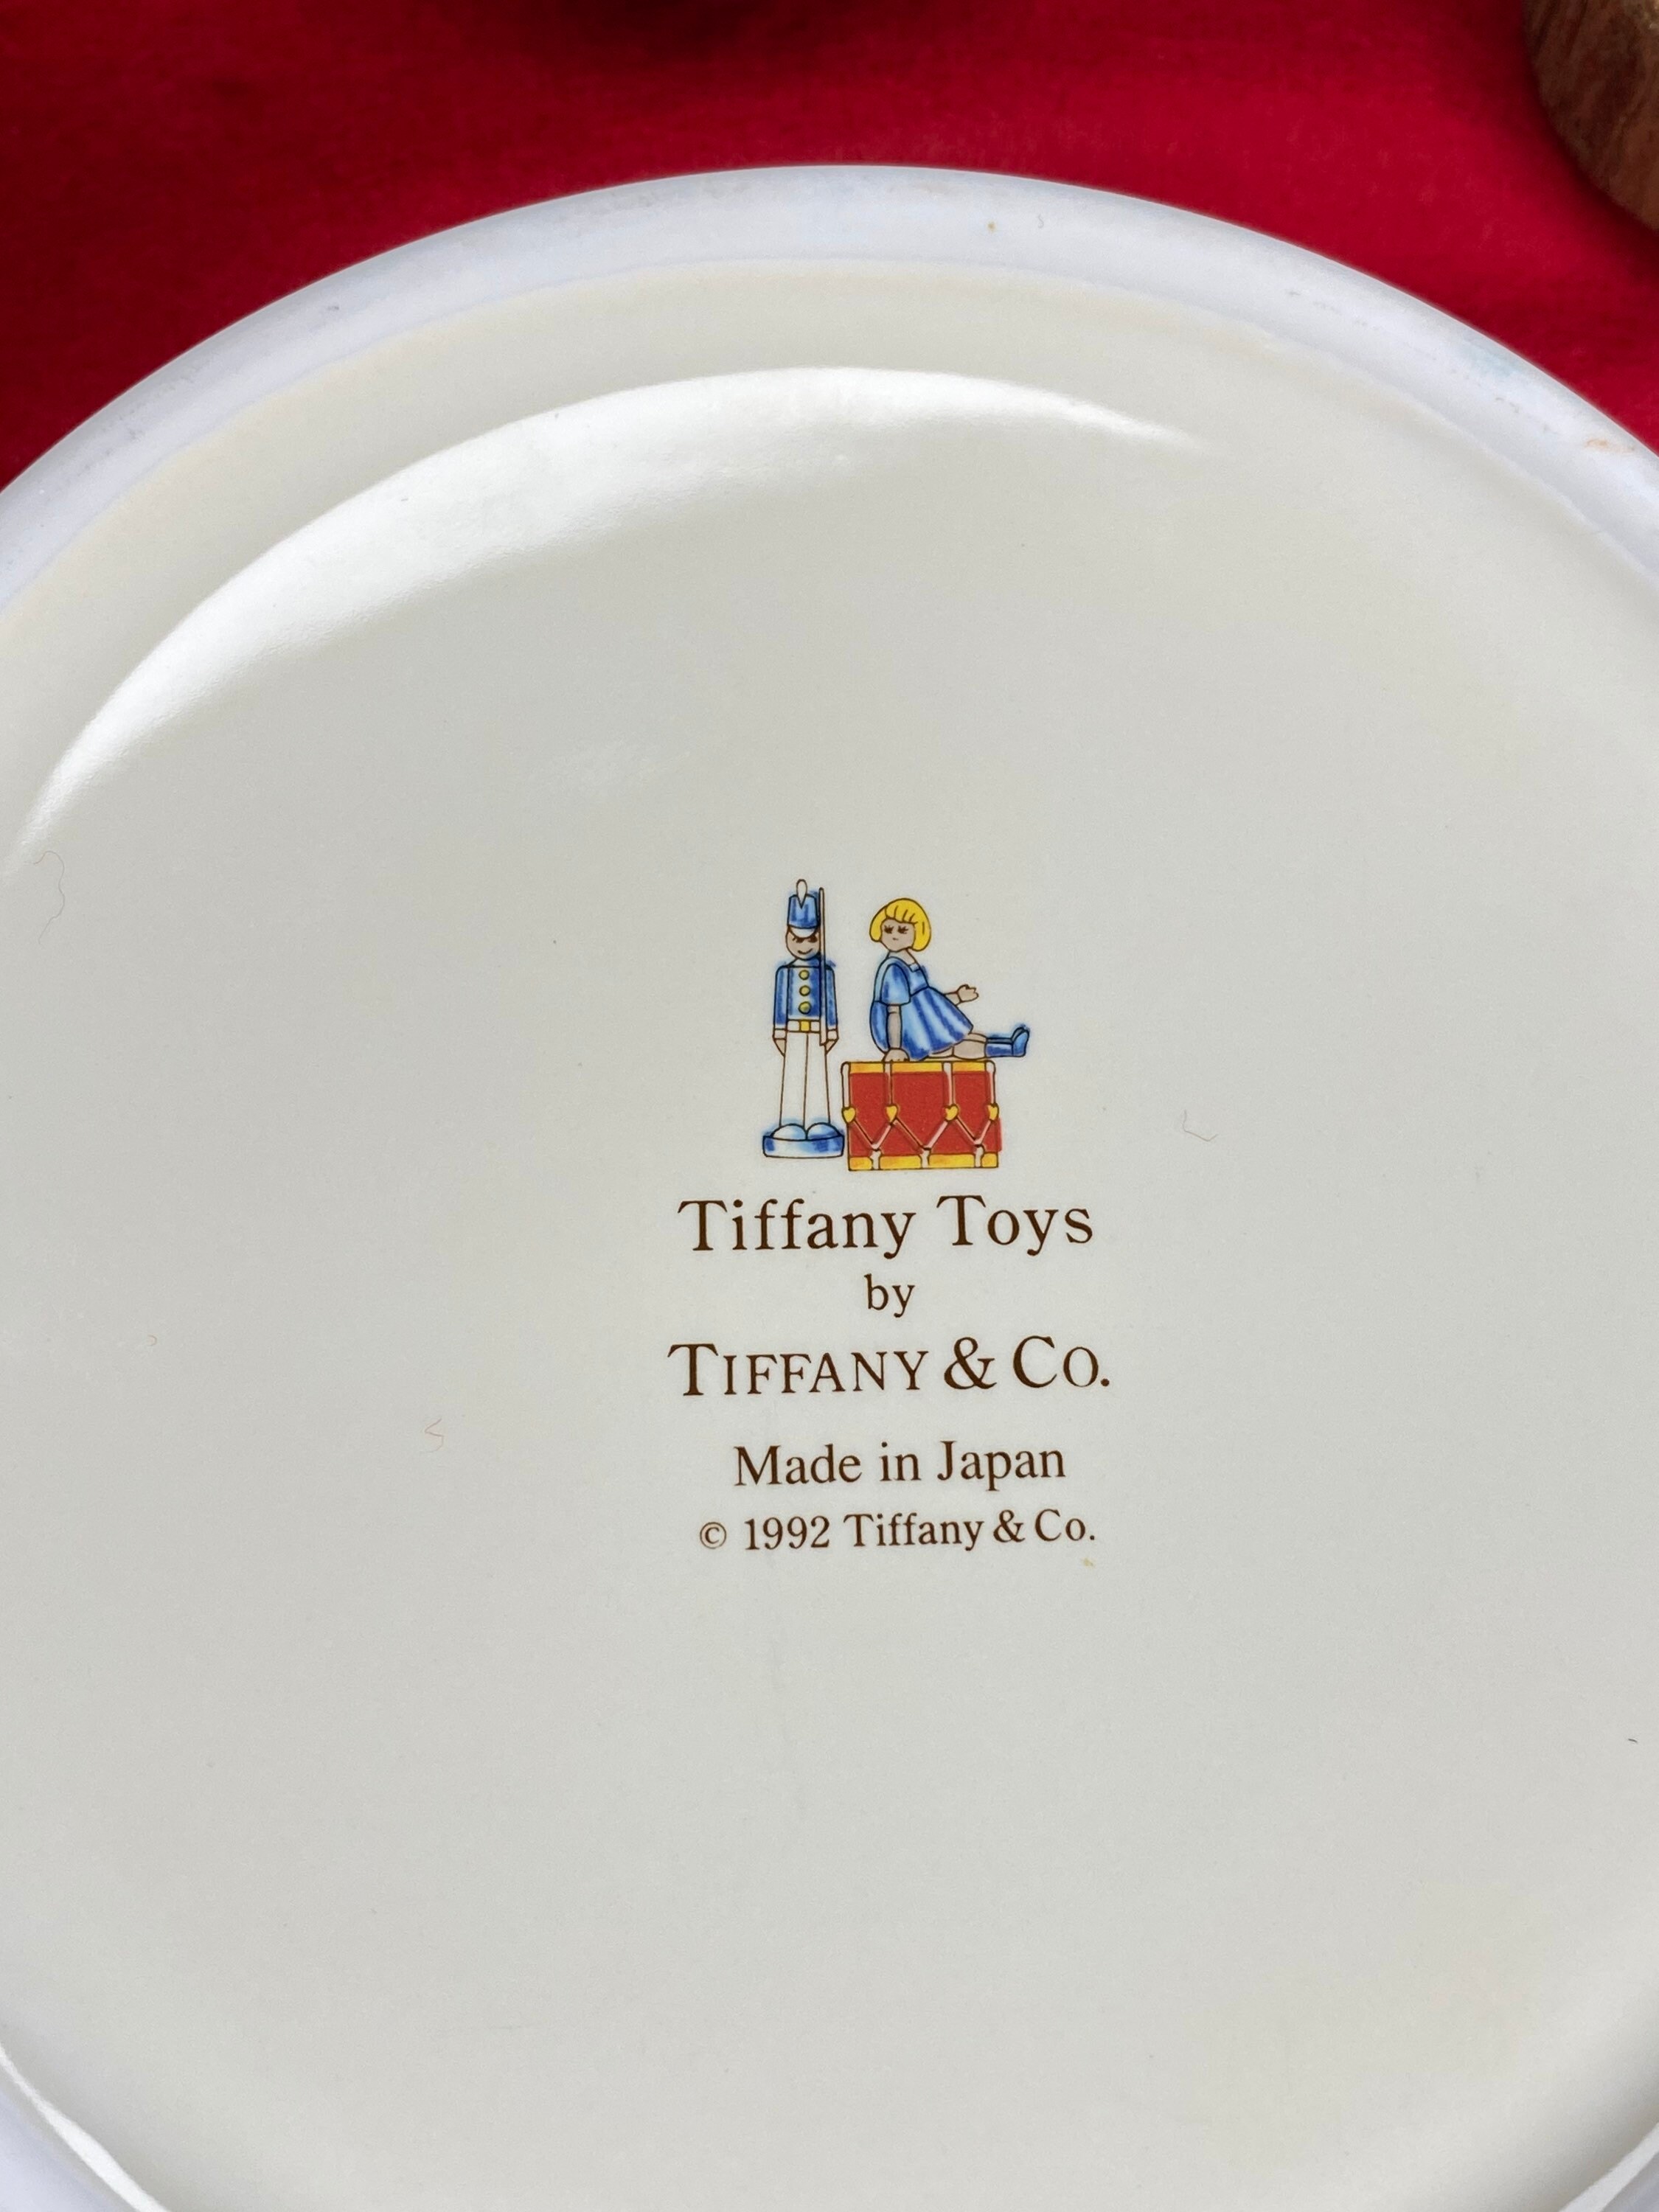 Tiffany Toys
by
TIFFANY & CO.
Made in Japan
© 1992 Tiffany & Co.